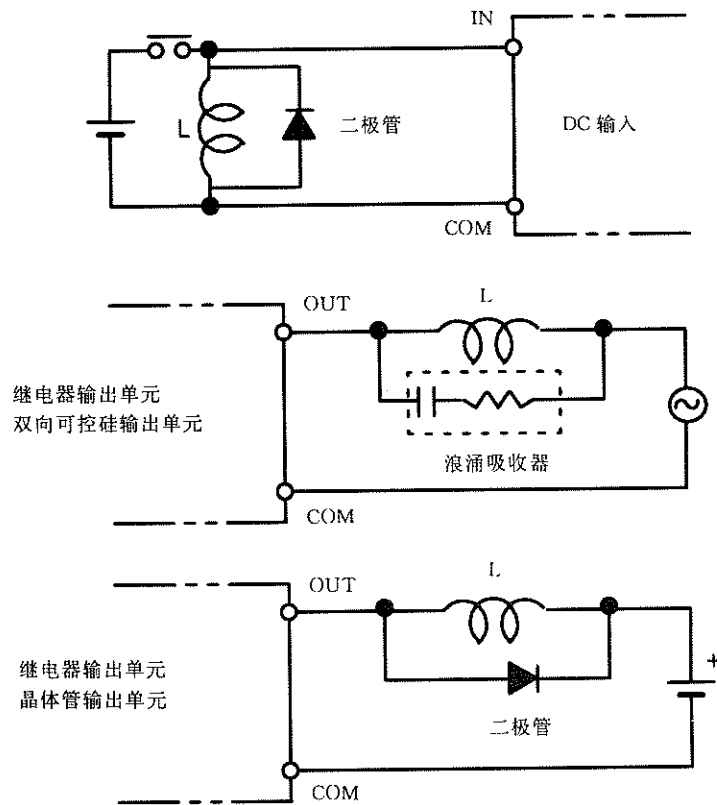 IN
L
二极管
DC 输入
COM
OUT
L
继电器输出单元
双向可控硅输出单元
浪涌吸收器
COM
OUT
L
+
继电器输出单元
晶体管输出单元
二极管
COM